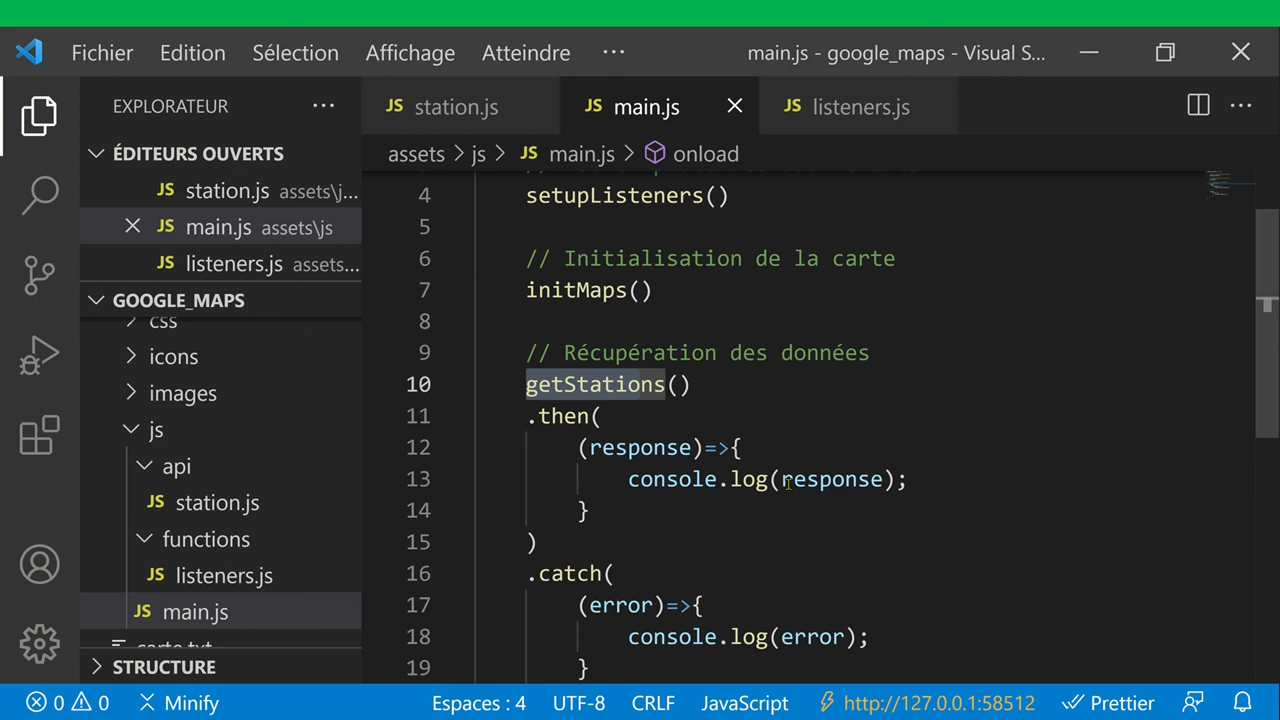 Fichier Edition Sélection Affichage Atteindre ··· main.js - google_maps - Visual S...
EXPLORATEUR ···
JS station.js JS main.js JS listeners.js ···
assets > js > JS main.js > onload
ÉDITEURS OUVERTS
JS station.js assets\j...
JS main.js assets\js
JS listeners.js assets...
GOOGLE_MAPS
css
icons
images
js
api
JS station.js
functions
JS listeners.js
JS main.js
carte.txt
STRUCTURE
4 setupListeners()
5
6 // Initialisation de la carte
7 initMaps()
8
9 // Récupération des données
10 getStations()
11 .then(
12 (response)=>{
13 console.log(response);
14 }
15 )
16 .catch(
17 (error)=>{
18 console.log(error);
19 }
0 0 Minify Espaces : 4 UTF-8 CRLF JavaScript http://127.0.0.1:58512 Prettier